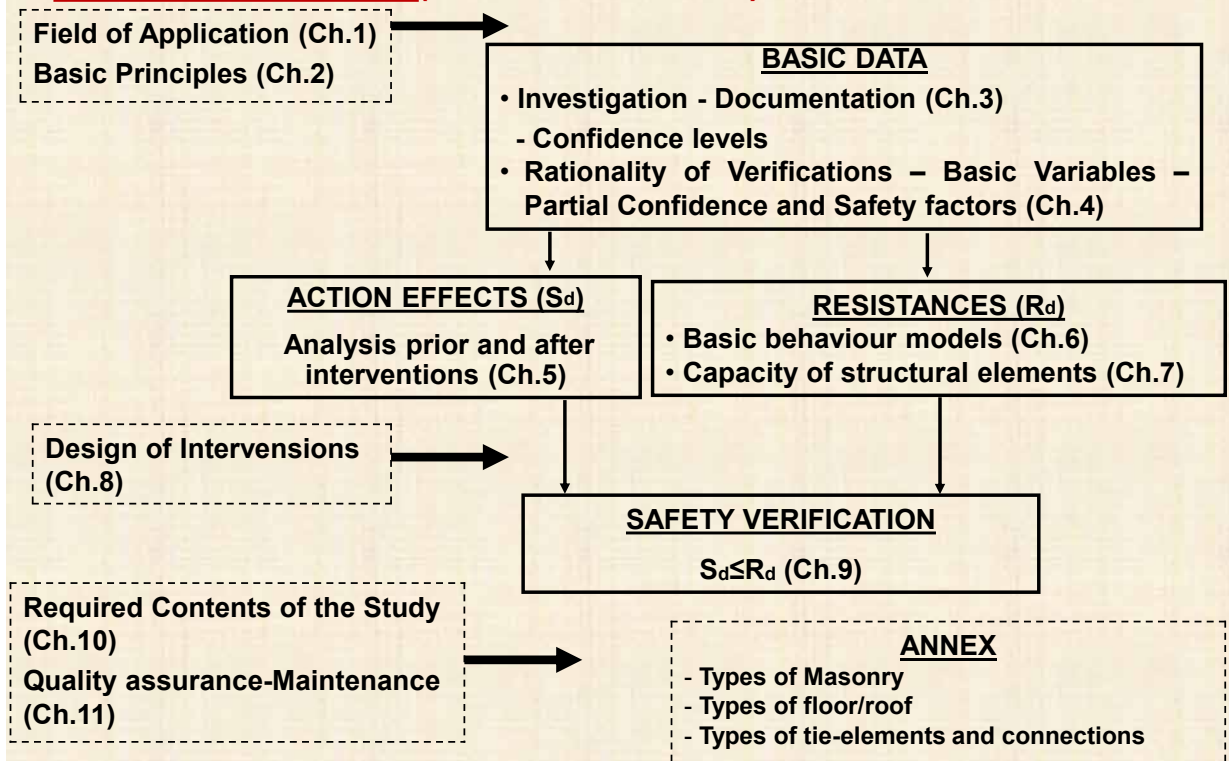 Field of Application (Ch.1)
Basic Principles (Ch.2)
BASIC DATA
• Investigation - Documentation (Ch.3)
- Confidence levels
• Rationality of Verifications – Basic Variables –
Partial Confidence and Safety factors (Ch.4)
ACTION EFFECTS (Sd)
Analysis prior and after
interventions (Ch.5)
RESISTANCES (Rd)
• Basic behaviour models (Ch.6)
• Capacity of structural elements (Ch.7)
Design of Intervensions
(Ch.8)
SAFETY VERIFICATION
Sd≤Rd (Ch.9)
Required Contents of the Study
(Ch.10)
Quality assurance-Maintenance
(Ch.11)
ANNEX
- Types of Masonry
- Types of floor/roof
- Types of tie-elements and connections